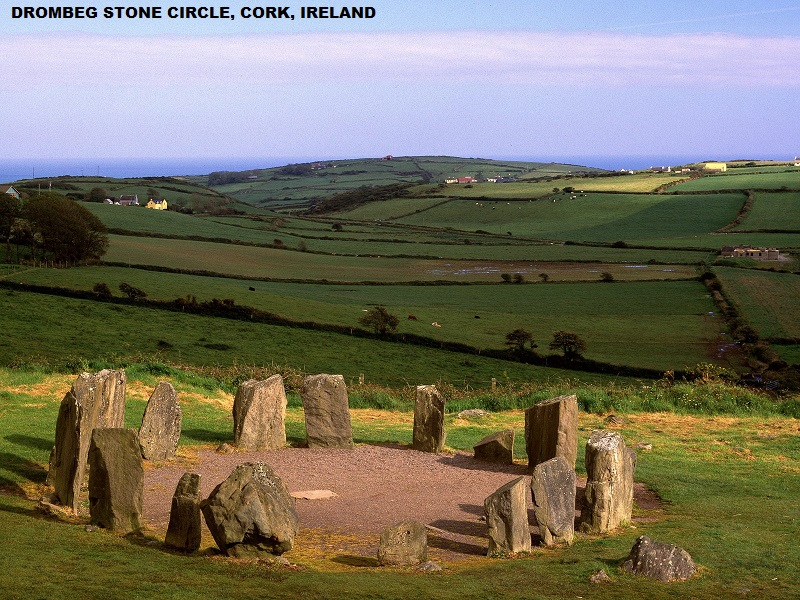 DROMBEG STONE CIRCLE, CORK, IRELAND